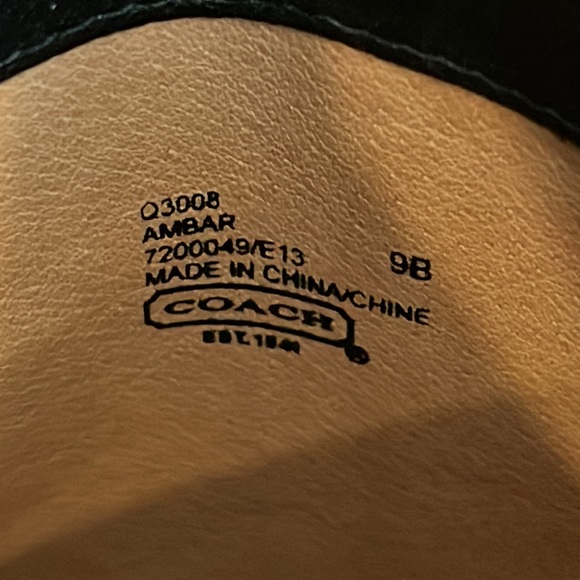 Q3008
AMBAR
7200049/E13
9B
MADE IN CHINA/CHINE
COACH
EST. 1941
®